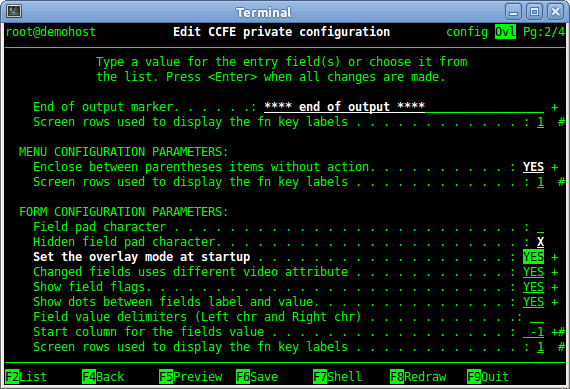 Terminal
root@demohost Edit CCFE private configuration config Ovl Pg:2/4
Type a value for the entry field(s) or choose it from
the list. Press <Enter> when all changes are made.
End of output marker. . . . . .: **** end of output **** +
Screen rows used to display the fn key labels . . . . . . . . . . . . : 1 #
MENU CONFIGURATION PARAMETERS:
Enclose between parentheses items without action. . . . . . . . . . : YES +
Screen rows used to display the fn key labels . . . . . . . . . . . . : 1 #
FORM CONFIGURATION PARAMETERS:
Field pad character . . . . . . . . . . . . . . . . . . . . . . . . . : _
Hidden field pad character. . . . . . . . . . . . . . . . . . . . . . : X
Set the overlay mode at startup . . . . . . . . . . . . . . . . . . : YES +
Changed fields uses different video attribute . . . . . . . . . . . : YES +
Show field flags. . . . . . . . . . . . . . . . . . . . . . . . . . : YES +
Show dots between fields label and value. . . . . . . . . . . . . . : YES +
Field value delimiters (Left chr and Right chr) . . . . . . . . . . .: __
Start column for the fields value . . . . . . . . . . . . . . . . . : -1 +#
Screen rows used to display the fn key labels . . . . . . . . . . . . : 1 #
F2List F4Back F5Preview F6Save F7Shell F8Redraw F9Quit